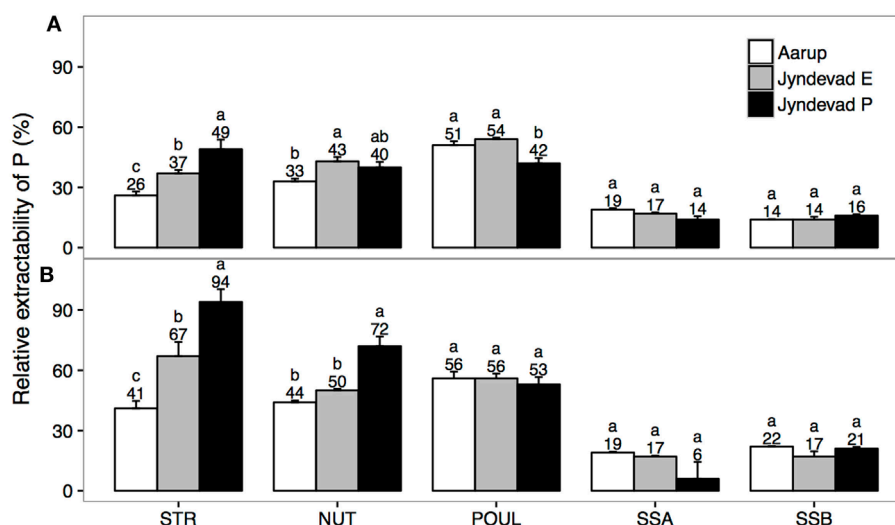 A
Relative extractability of P (%)
Aarup
Jyndevad E
Jyndevad P
90
60
30
0
c
26
b
37
a
49
b
33
a
43
ab
40
a
51
a
54
b
42
a
19
a
17
a
14
a
14
a
14
a
16
B
90
60
30
0
c
41
b
67
a
94
b
44
b
50
a
72
a
56
a
56
a
53
a
19
a
17
a
6
a
22
a
17
a
21
STR NUT POUL SSA SSB